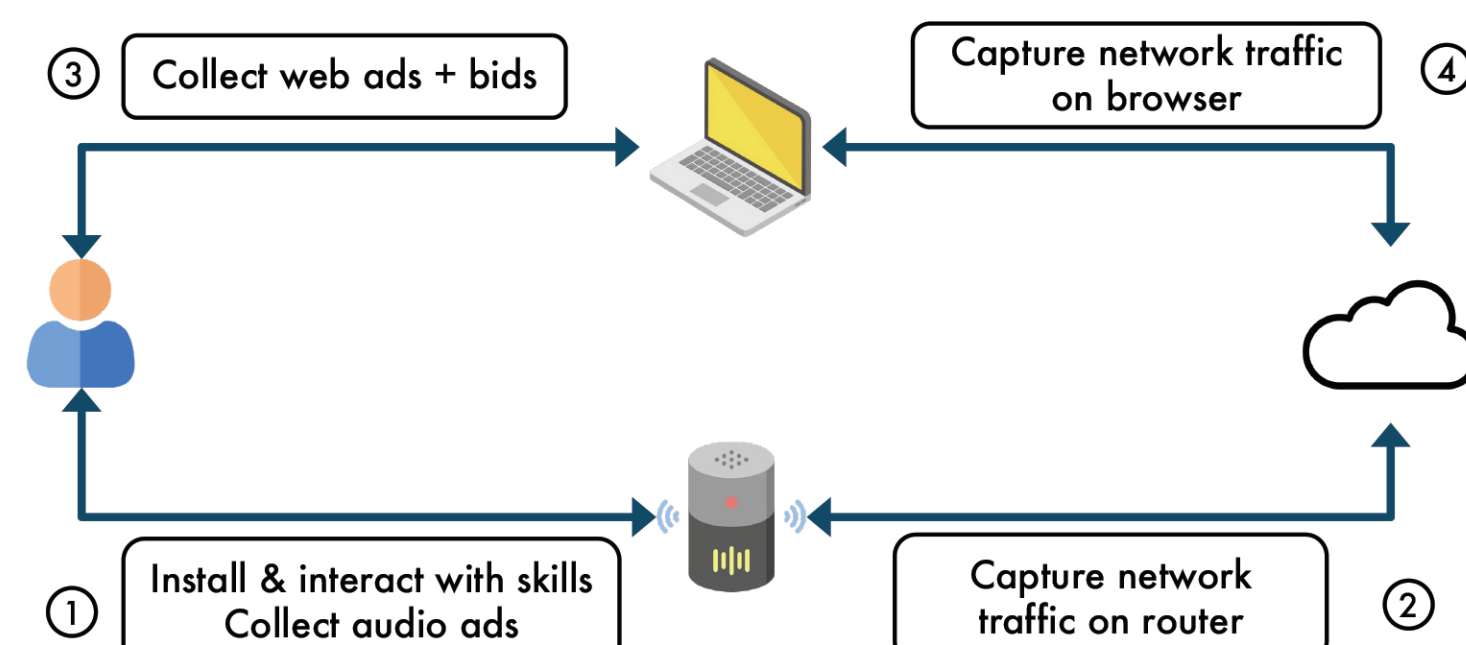 3
Collect web ads + bids
Capture network traffic
on browser
4
1
Install & interact with skills
Collect audio ads
Capture network
traffic on router
2